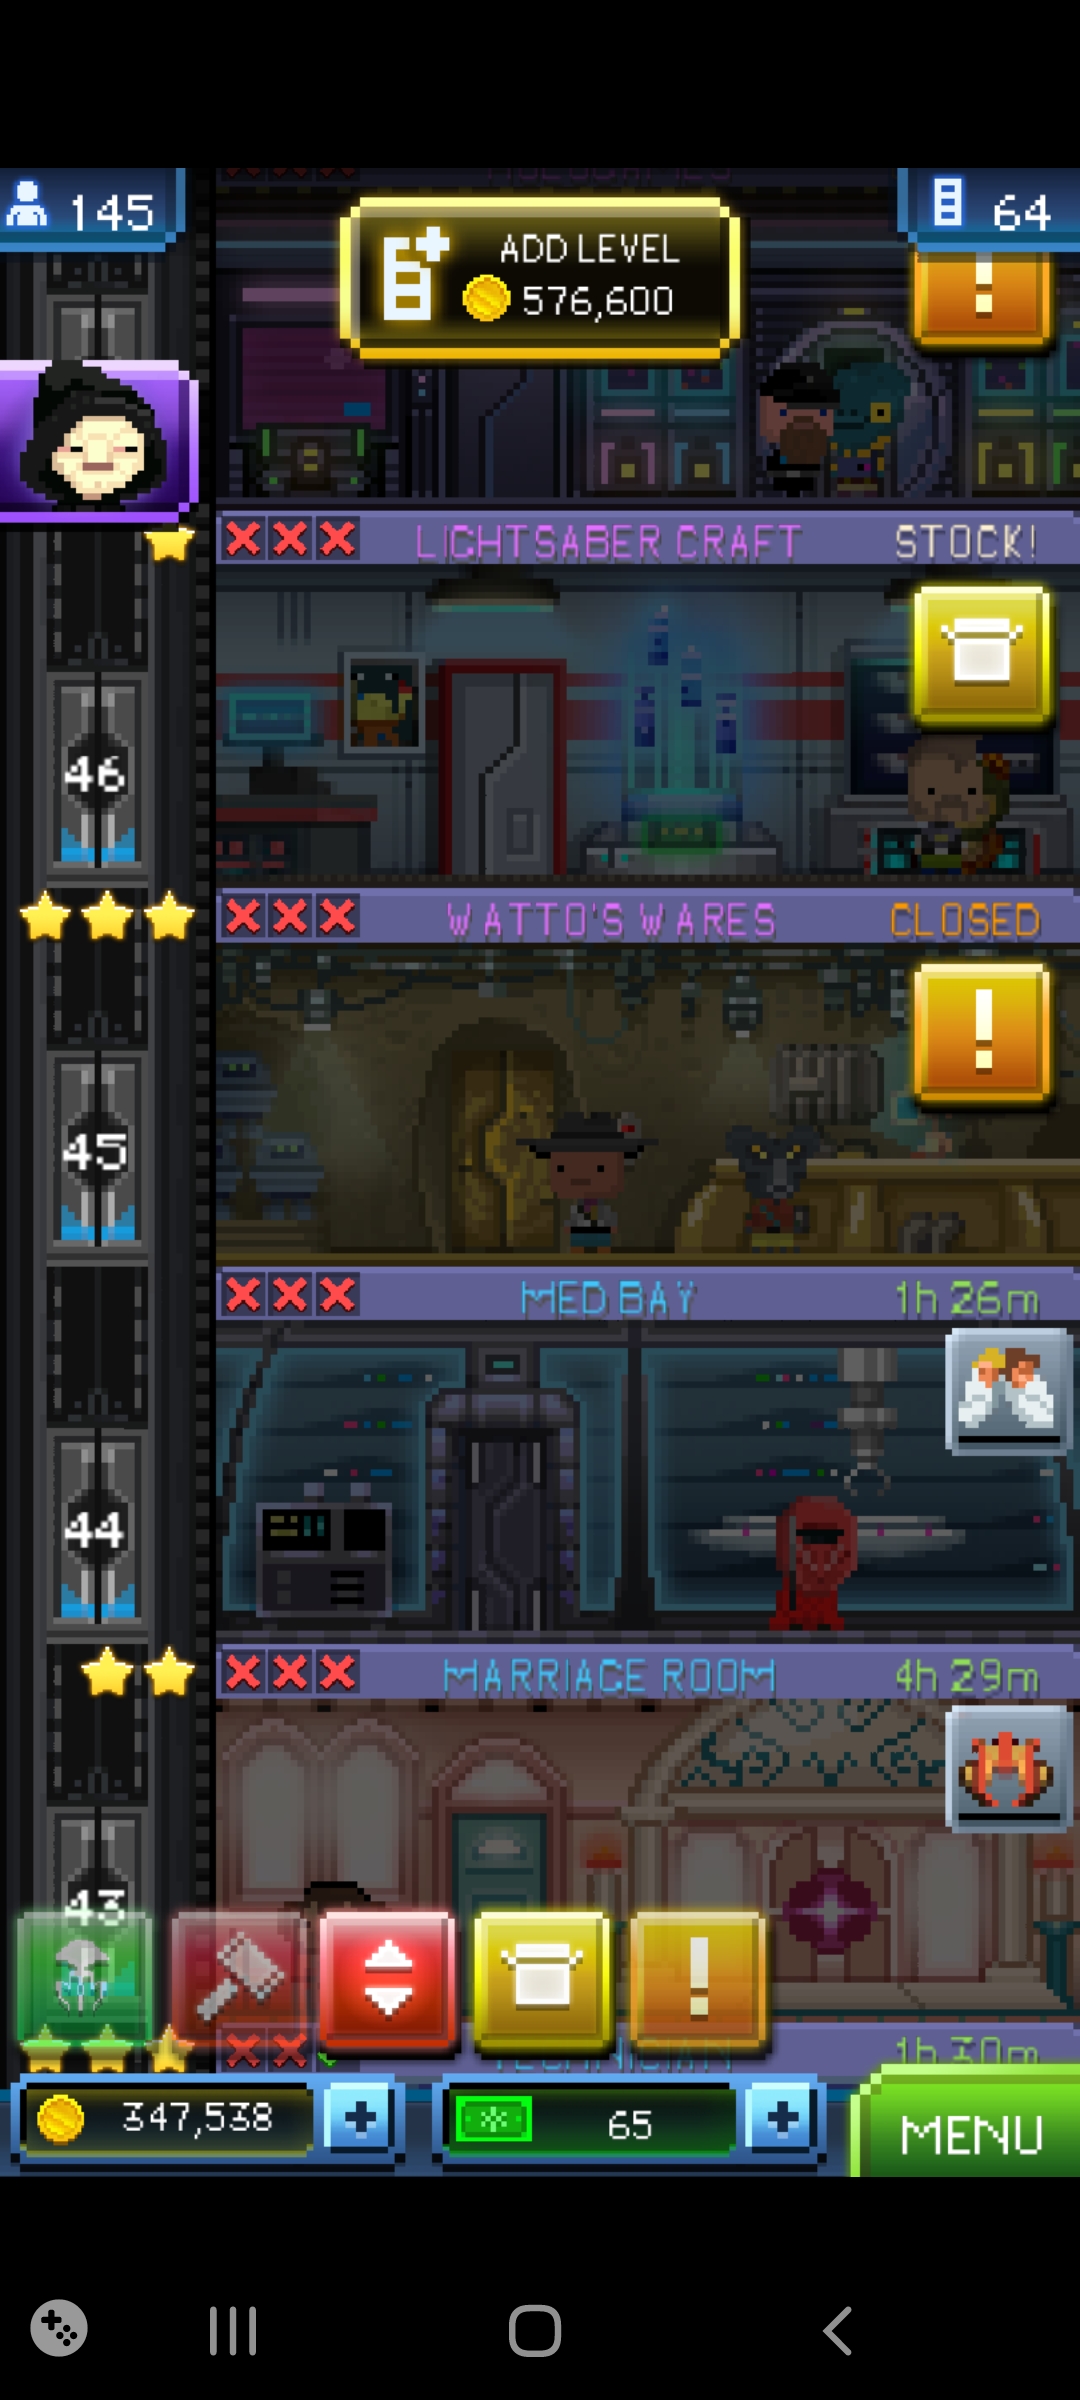 145
64
ADD LEVEL
576,600
LIGHTSABER CRAFT STOCK!
46
WATTO'S WARES CLOSED
45
MED BAY 1h 26m
44
MARRIAGE ROOM 4h 29m
43
TECHNICIAN 1h 30m
347,538
65
MENU